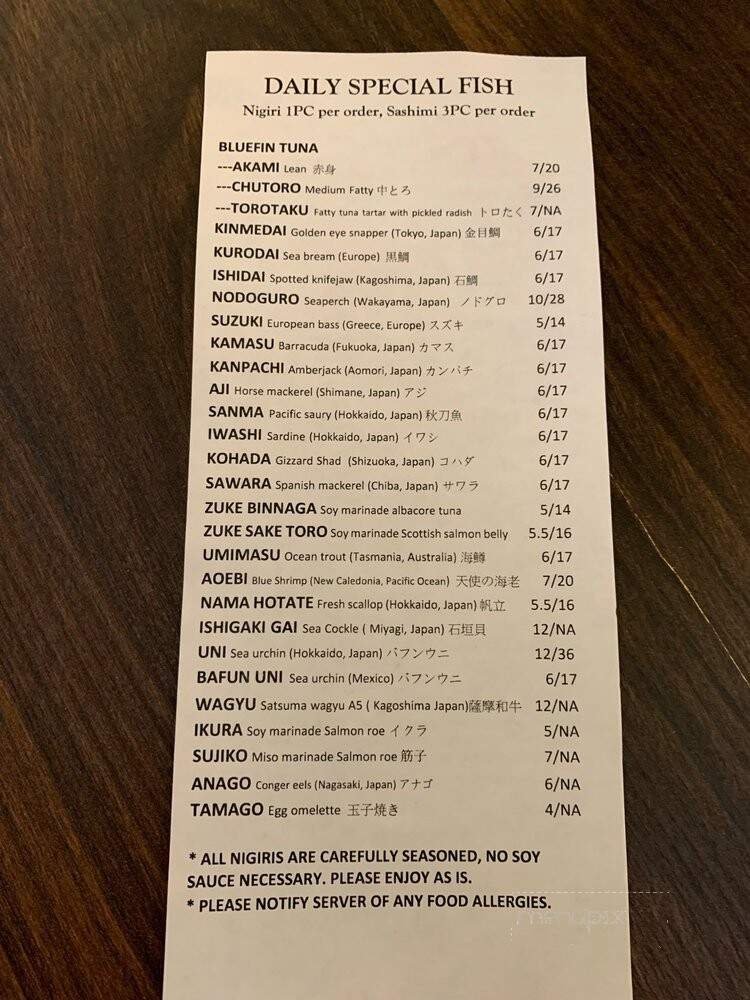 DAILY SPECIAL FISH
Nigiri 1PC per order, Sashimi 3PC per order
BLUEFIN TUNA
---AKAMI Lean 赤身 7/20
---CHUTORO Medium Fatty 中とろ 9/26
---TOROTAKU Fatty tuna tartar with pickled radish トロたく 7/NA
KINMEDAI Golden eye snapper (Tokyo, Japan) 金目鯛 6/17
KURODAI Sea bream (Europe) 黒鯛 6/17
ISHIDAI Spotted knifejaw (Kagoshima, Japan) 石鯛 6/17
NODOGURO Seaperch (Wakayama, Japan) ノドグロ 10/28
SUZUKI European bass (Greece, Europe) スズキ 5/14
KAMASU Barracuda (Fukuoka, Japan) カマス 6/17
KANPACHI Amberjack (Aomori, Japan) カンパチ 6/17
AJI Horse mackerel (Shimane, Japan) アジ 6/17
SANMA Pacific saury (Hokkaido, Japan) 秋刀魚 6/17
IWASHI Sardine (Hokkaido, Japan) イワシ 6/17
KOHADA Gizzard Shad (Shizuoka, Japan) コハダ 6/17
SAWARA Spanish mackerel (Chiba, Japan) サワラ 6/17
ZUKE BINNAGA Soy marinade albacore tuna 5/14
ZUKE SAKE TORO Soy marinade Scottish salmon belly 5.5/16
UMIMASU Ocean trout (Tasmania, Australia) 海鱒 6/17
AOEBI Blue Shrimp (New Caledonia, Pacific Ocean) 天使の海老 7/20
NAMA HOTATE Fresh scallop (Hokkaido, Japan) 帆立 5.5/16
ISHIGAKI GAI Sea Cockle ( Miyagi, Japan) 石垣貝 12/NA
UNI Sea urchin (Hokkaido, Japan) バフンウニ 12/36
BAFUN UNI Sea urchin (Mexico) バフンウニ 6/17
WAGYU Satsuma wagyu A5 ( Kagoshima Japan)薩摩和牛 12/NA
IKURA Soy marinade Salmon roe イクラ 5/NA
SUJIKO Miso marinade Salmon roe 筋子 7/NA
ANAGO Conger eels (Nagasaki, Japan) アナゴ 6/NA
TAMAGO Egg omelette 玉子焼き 4/NA
* ALL NIGIRIS ARE CAREFULLY SEASONED, NO SOY
SAUCE NECESSARY. PLEASE ENJOY AS IS.
* PLEASE NOTIFY SERVER OF ANY FOOD ALLERGIES.
menupix